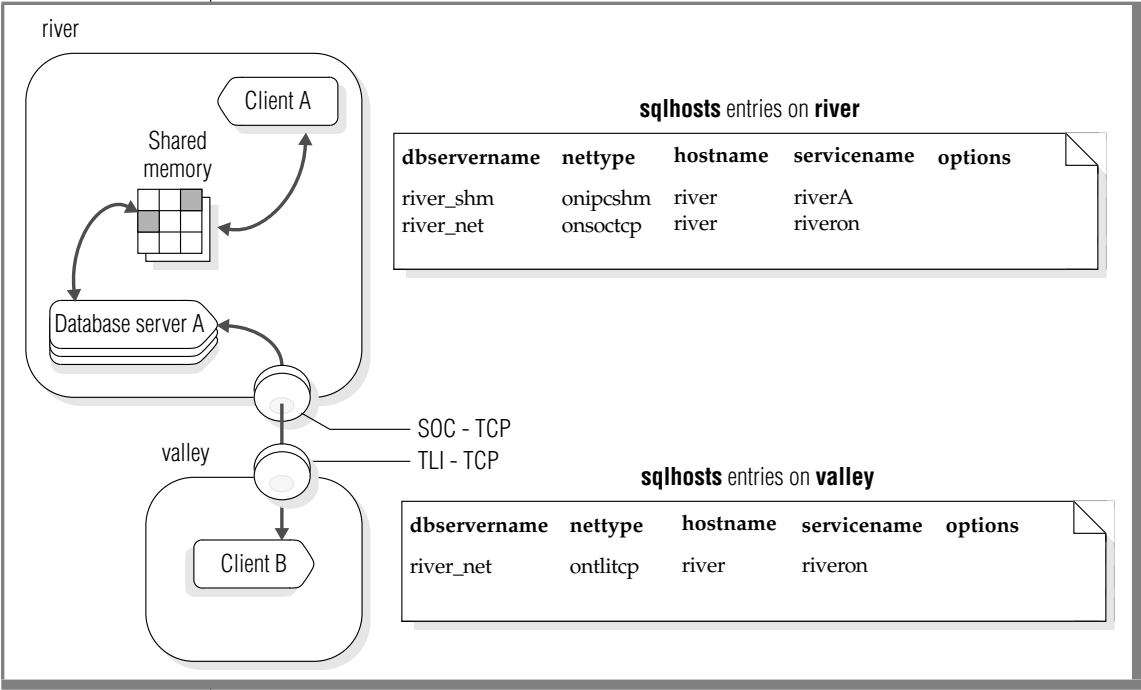 river
Client A
Shared
memory
Database server A
SOC - TCP
TLI - TCP
valley
Client B
sqlhosts entries on river
dbservername nettype hostname servicename options
river_shm onipcshm river riverA
river_net onsoctcp river riveron
sqlhosts entries on valley
dbservername nettype hostname servicename options
river_net ontlitcp river riveron